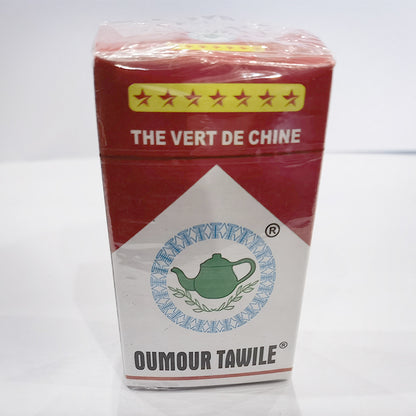 THE VERT DE CHINE
®
OUMOUR TAWILE®